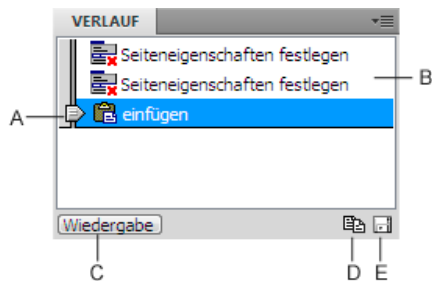 VERLAUF
Seiteneigenschaften festlegen
B
Seiteneigenschaften festlegen
A
einfügen
Wiedergabe
C
D
E